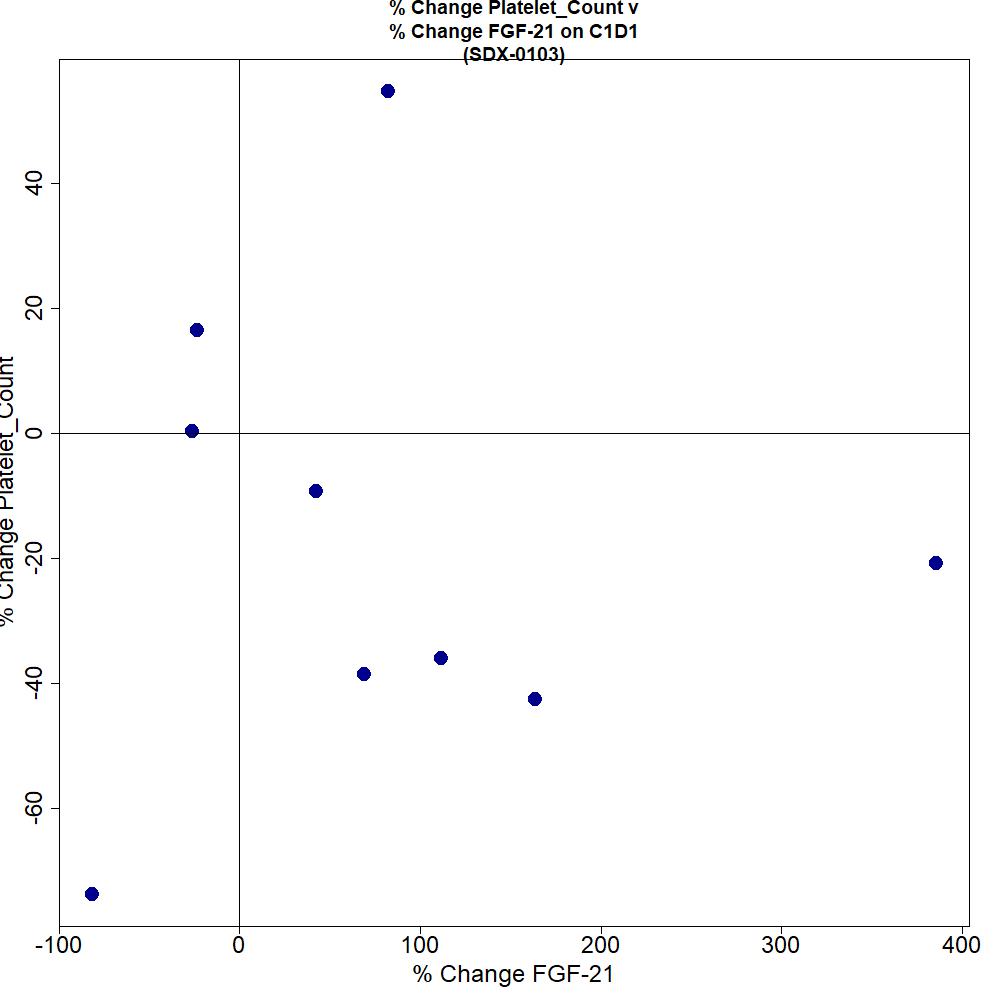 % Change Platelet_Count v
% Change FGF-21 on C1D1
(SDX-0103)
% Change Platelet_Count
40
20
0
-20
-40
-60
-100
0
100
200
300
400
% Change FGF-21